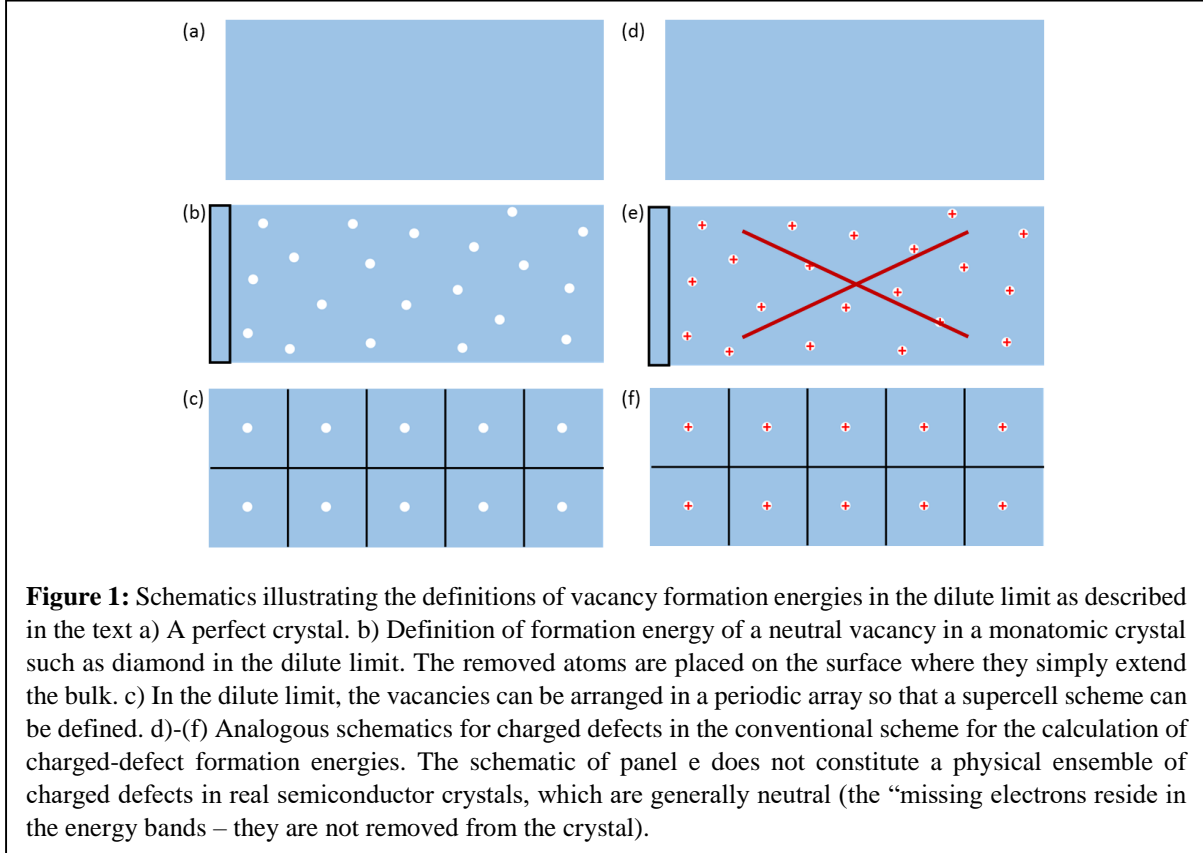 (a)
(d)
(b)
(e)
(c)
(f)
Figure 1: Schematics illustrating the definitions of vacancy formation energies in the dilute limit as described
in the text a) A perfect crystal. b) Definition of formation energy of a neutral vacancy in a monatomic crystal
such as diamond in the dilute limit. The removed atoms are placed on the surface where they simply extend
the bulk. c) In the dilute limit, the vacancies can be arranged in a periodic array so that a supercell scheme can
be defined. d)-(f) Analogous schematics for charged defects in the conventional scheme for the calculation of
charged-defect formation energies. The schematic of panel e does not constitute a physical ensemble of
charged defects in real semiconductor crystals, which are generally neutral (the “missing electrons reside in
the energy bands – they are not removed from the crystal).